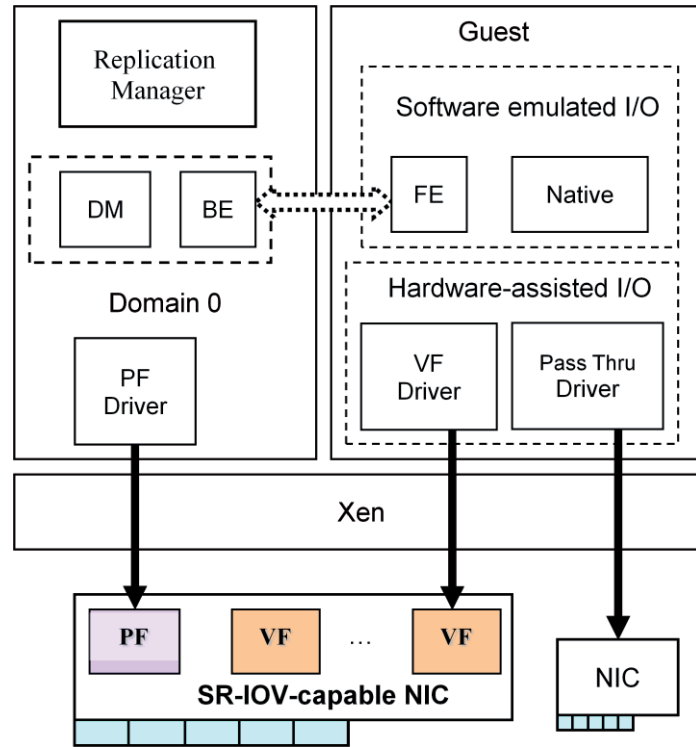 Replication
Manager
DM
BE
Domain 0
PF
Driver
Guest
Software emulated I/O
FE
Native
Hardware-assisted I/O
VF
Driver
Pass Thru
Driver
Xen
PF
VF
...
VF
SR-IOV-capable NIC
NIC